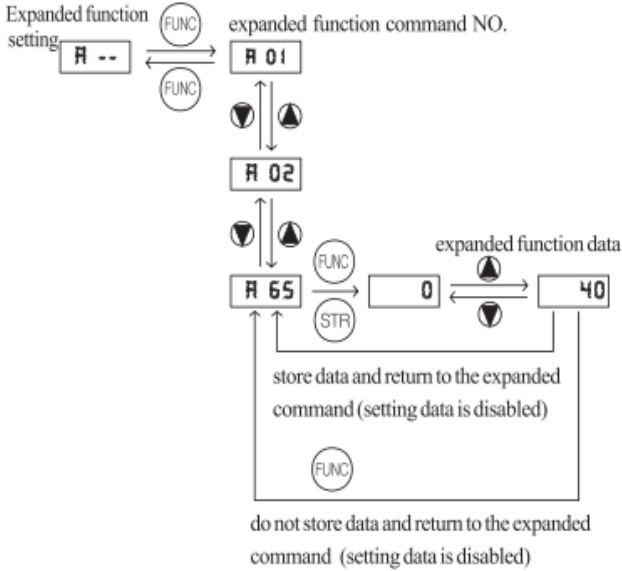 Expanded function
setting
FUNC
expanded function command NO.
A --
A 01
FUNC
A 02
expanded function data
FUNC
A 65
0
40
STR
store data and return to the expanded
command (setting data is disabled)
FUNC
do not store data and return to the expanded
command (setting data is disabled)